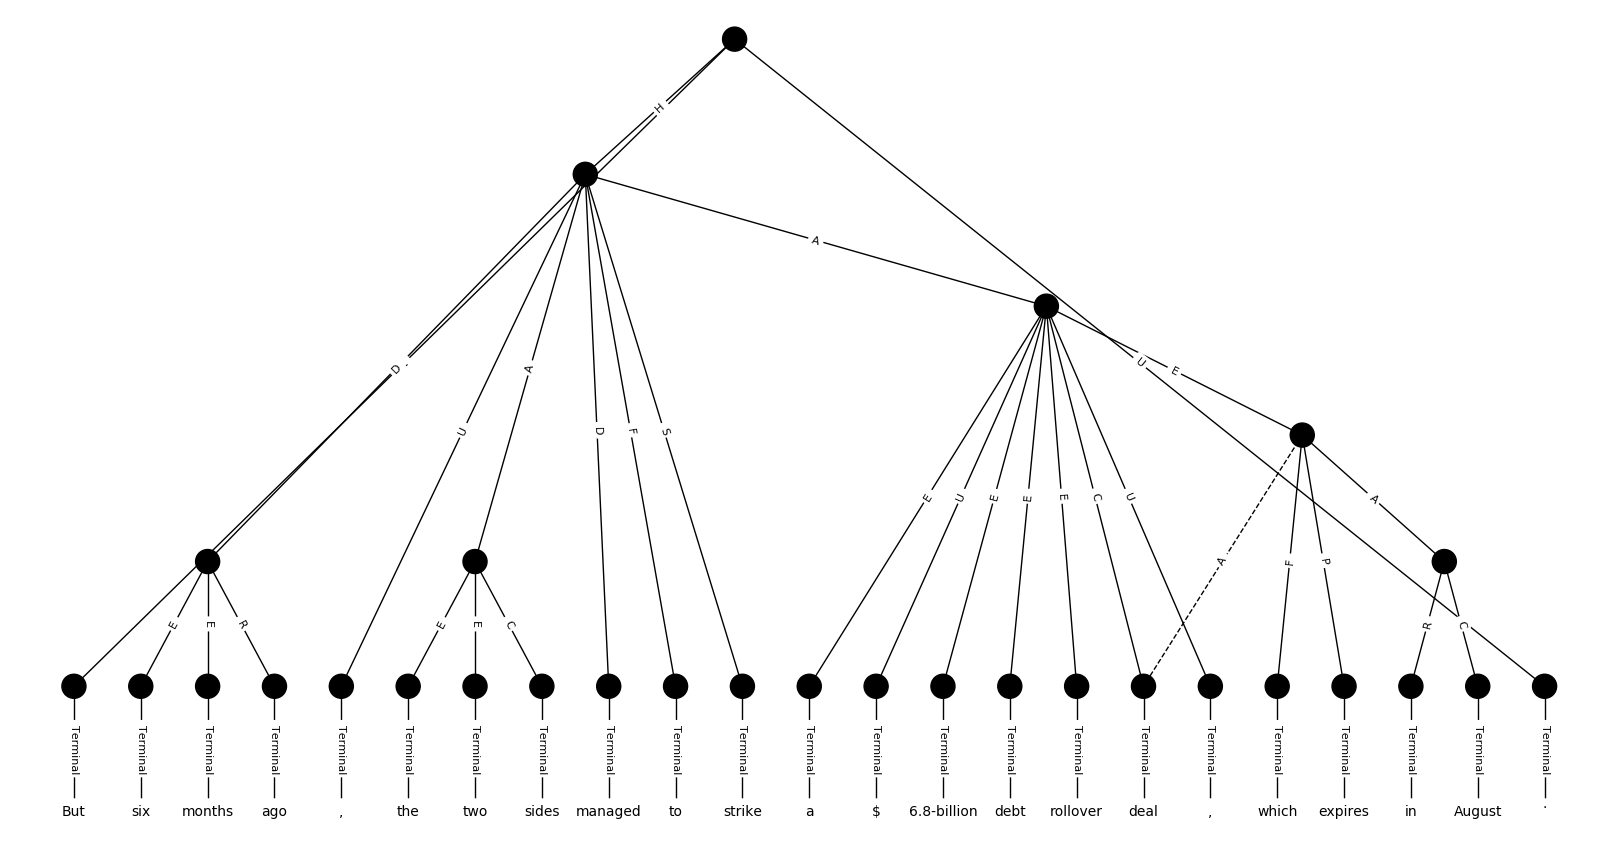 H
A
D
A
U
E
U
D
F
S
E
U
E
E
E
C
U
A
A
F
P
E
E
R
E
E
C
R
C
Terminal Terminal Terminal Terminal Terminal Terminal Terminal Terminal Terminal Terminal Terminal Terminal Terminal Terminal Terminal Terminal Terminal Terminal Terminal Terminal Terminal Terminal Terminal
But six months ago , the two sides managed to strike a $ 6.8-billion debt rollover deal , which expires in August .